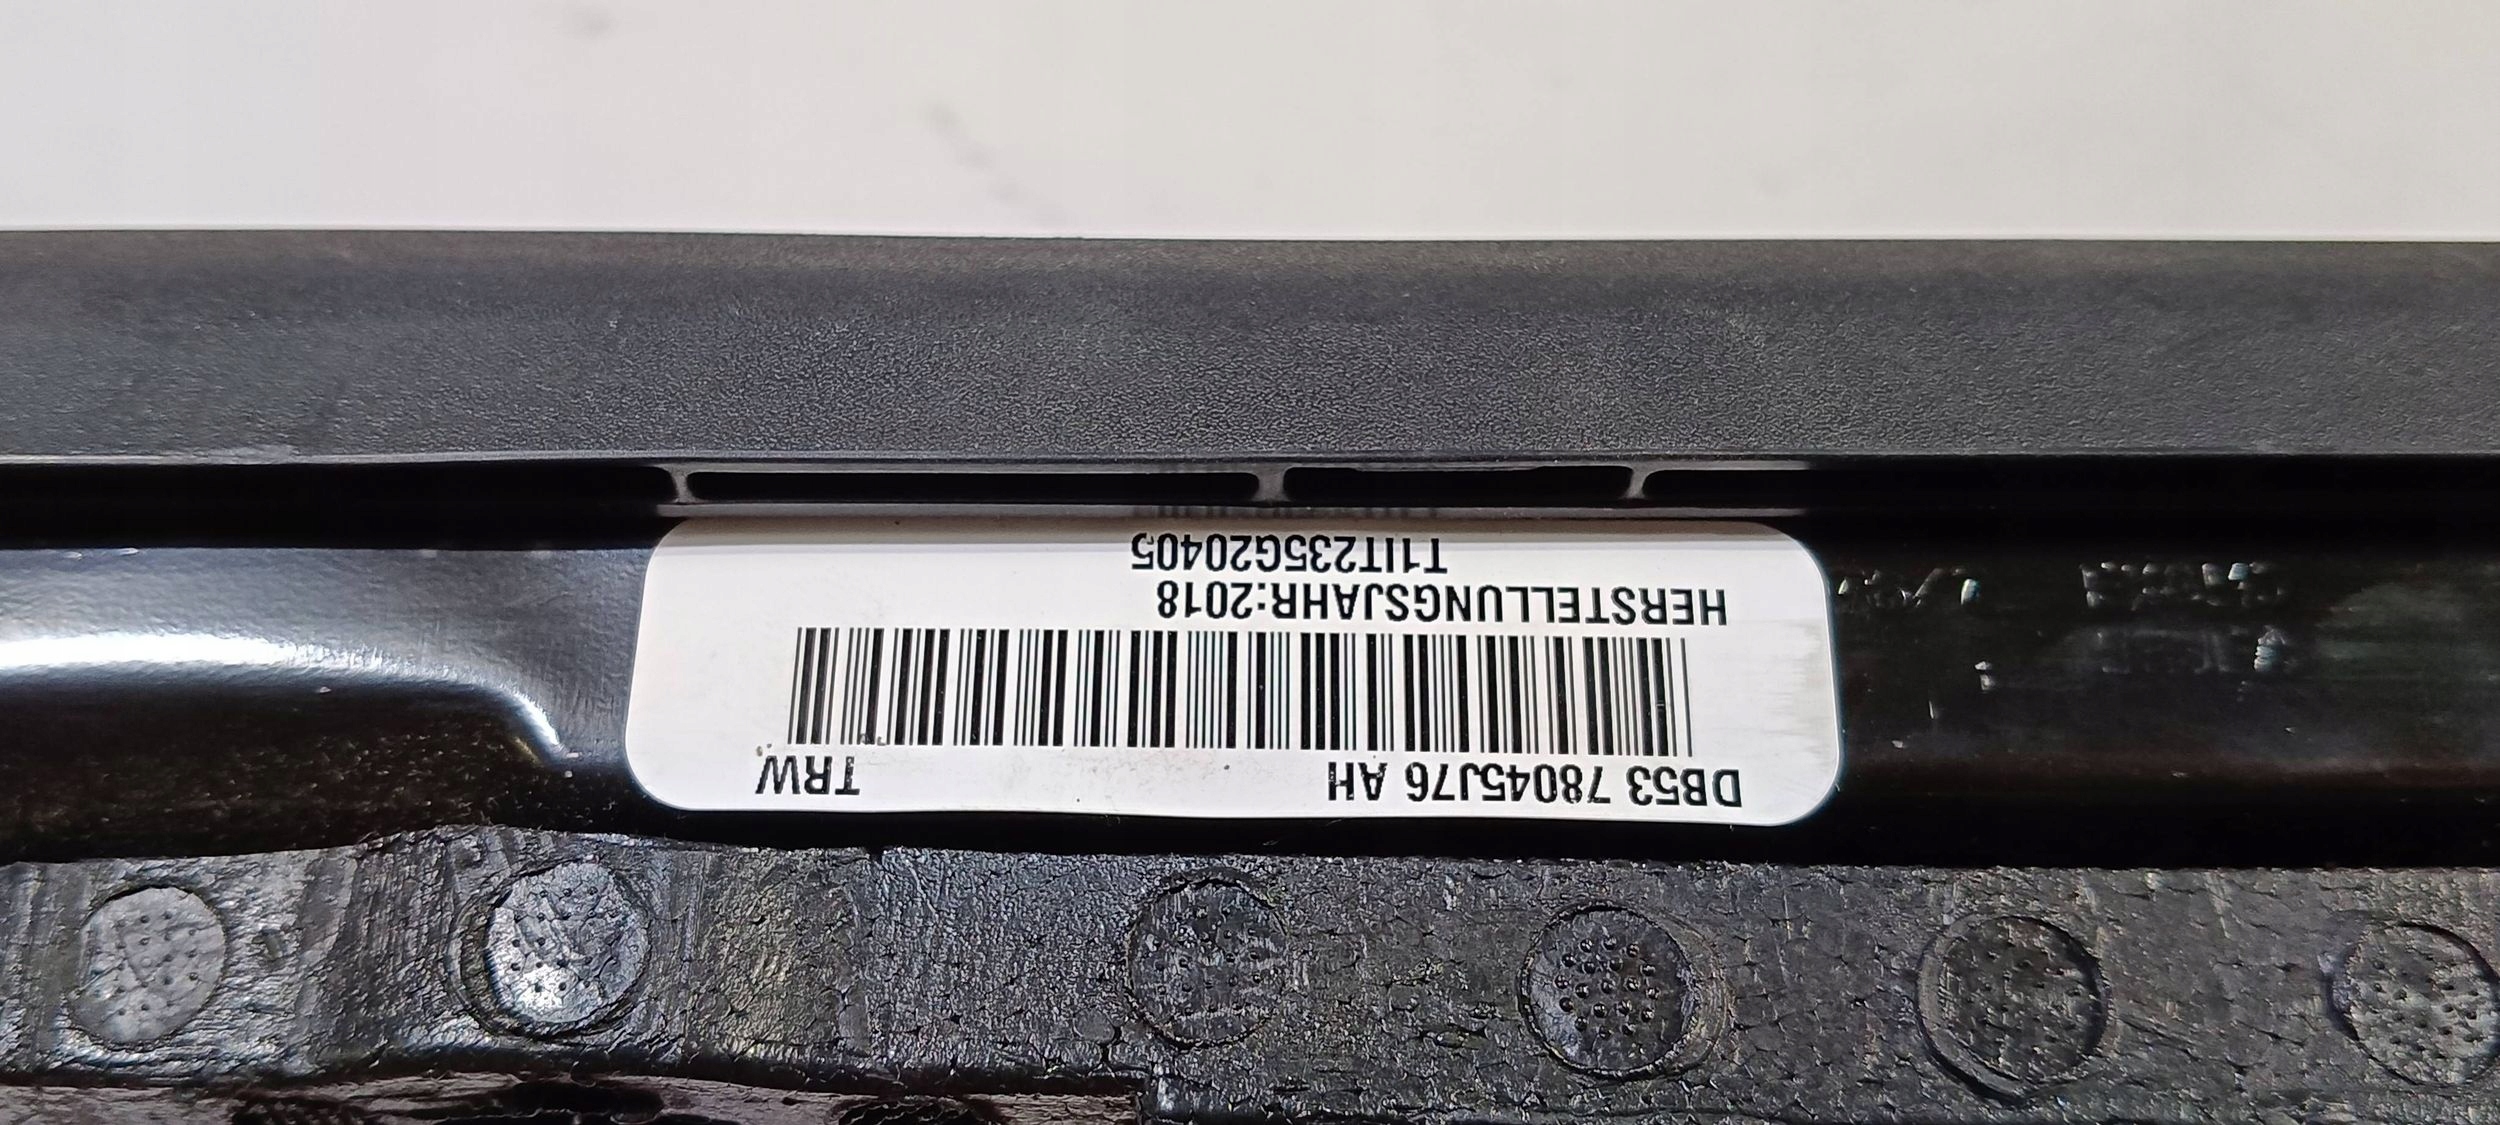 DB53 78045J76 AH TRW
HERSTELLUNGSJAHR:2018
T1IT235G20405